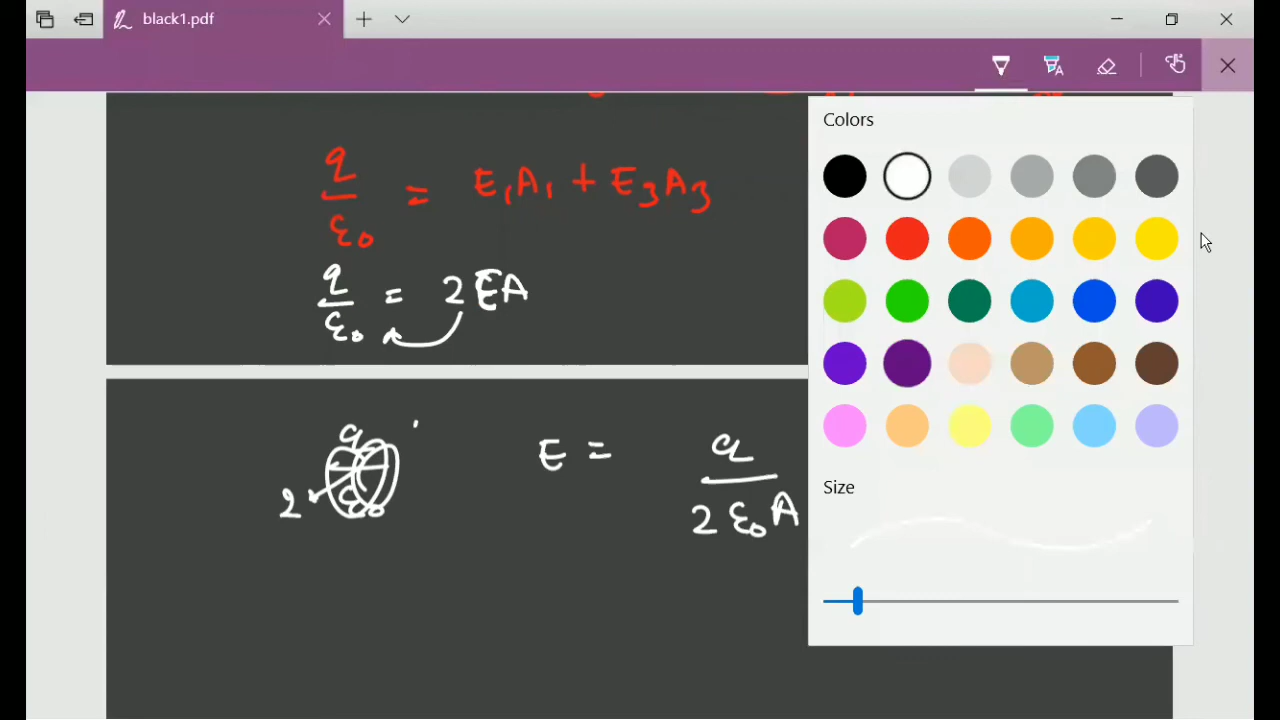 black1.pdf
q/ε₀ = E₁A₁ + E₃A₃
q/ε₀ = 2EA
E = q/2ε₀A
Colors
Size